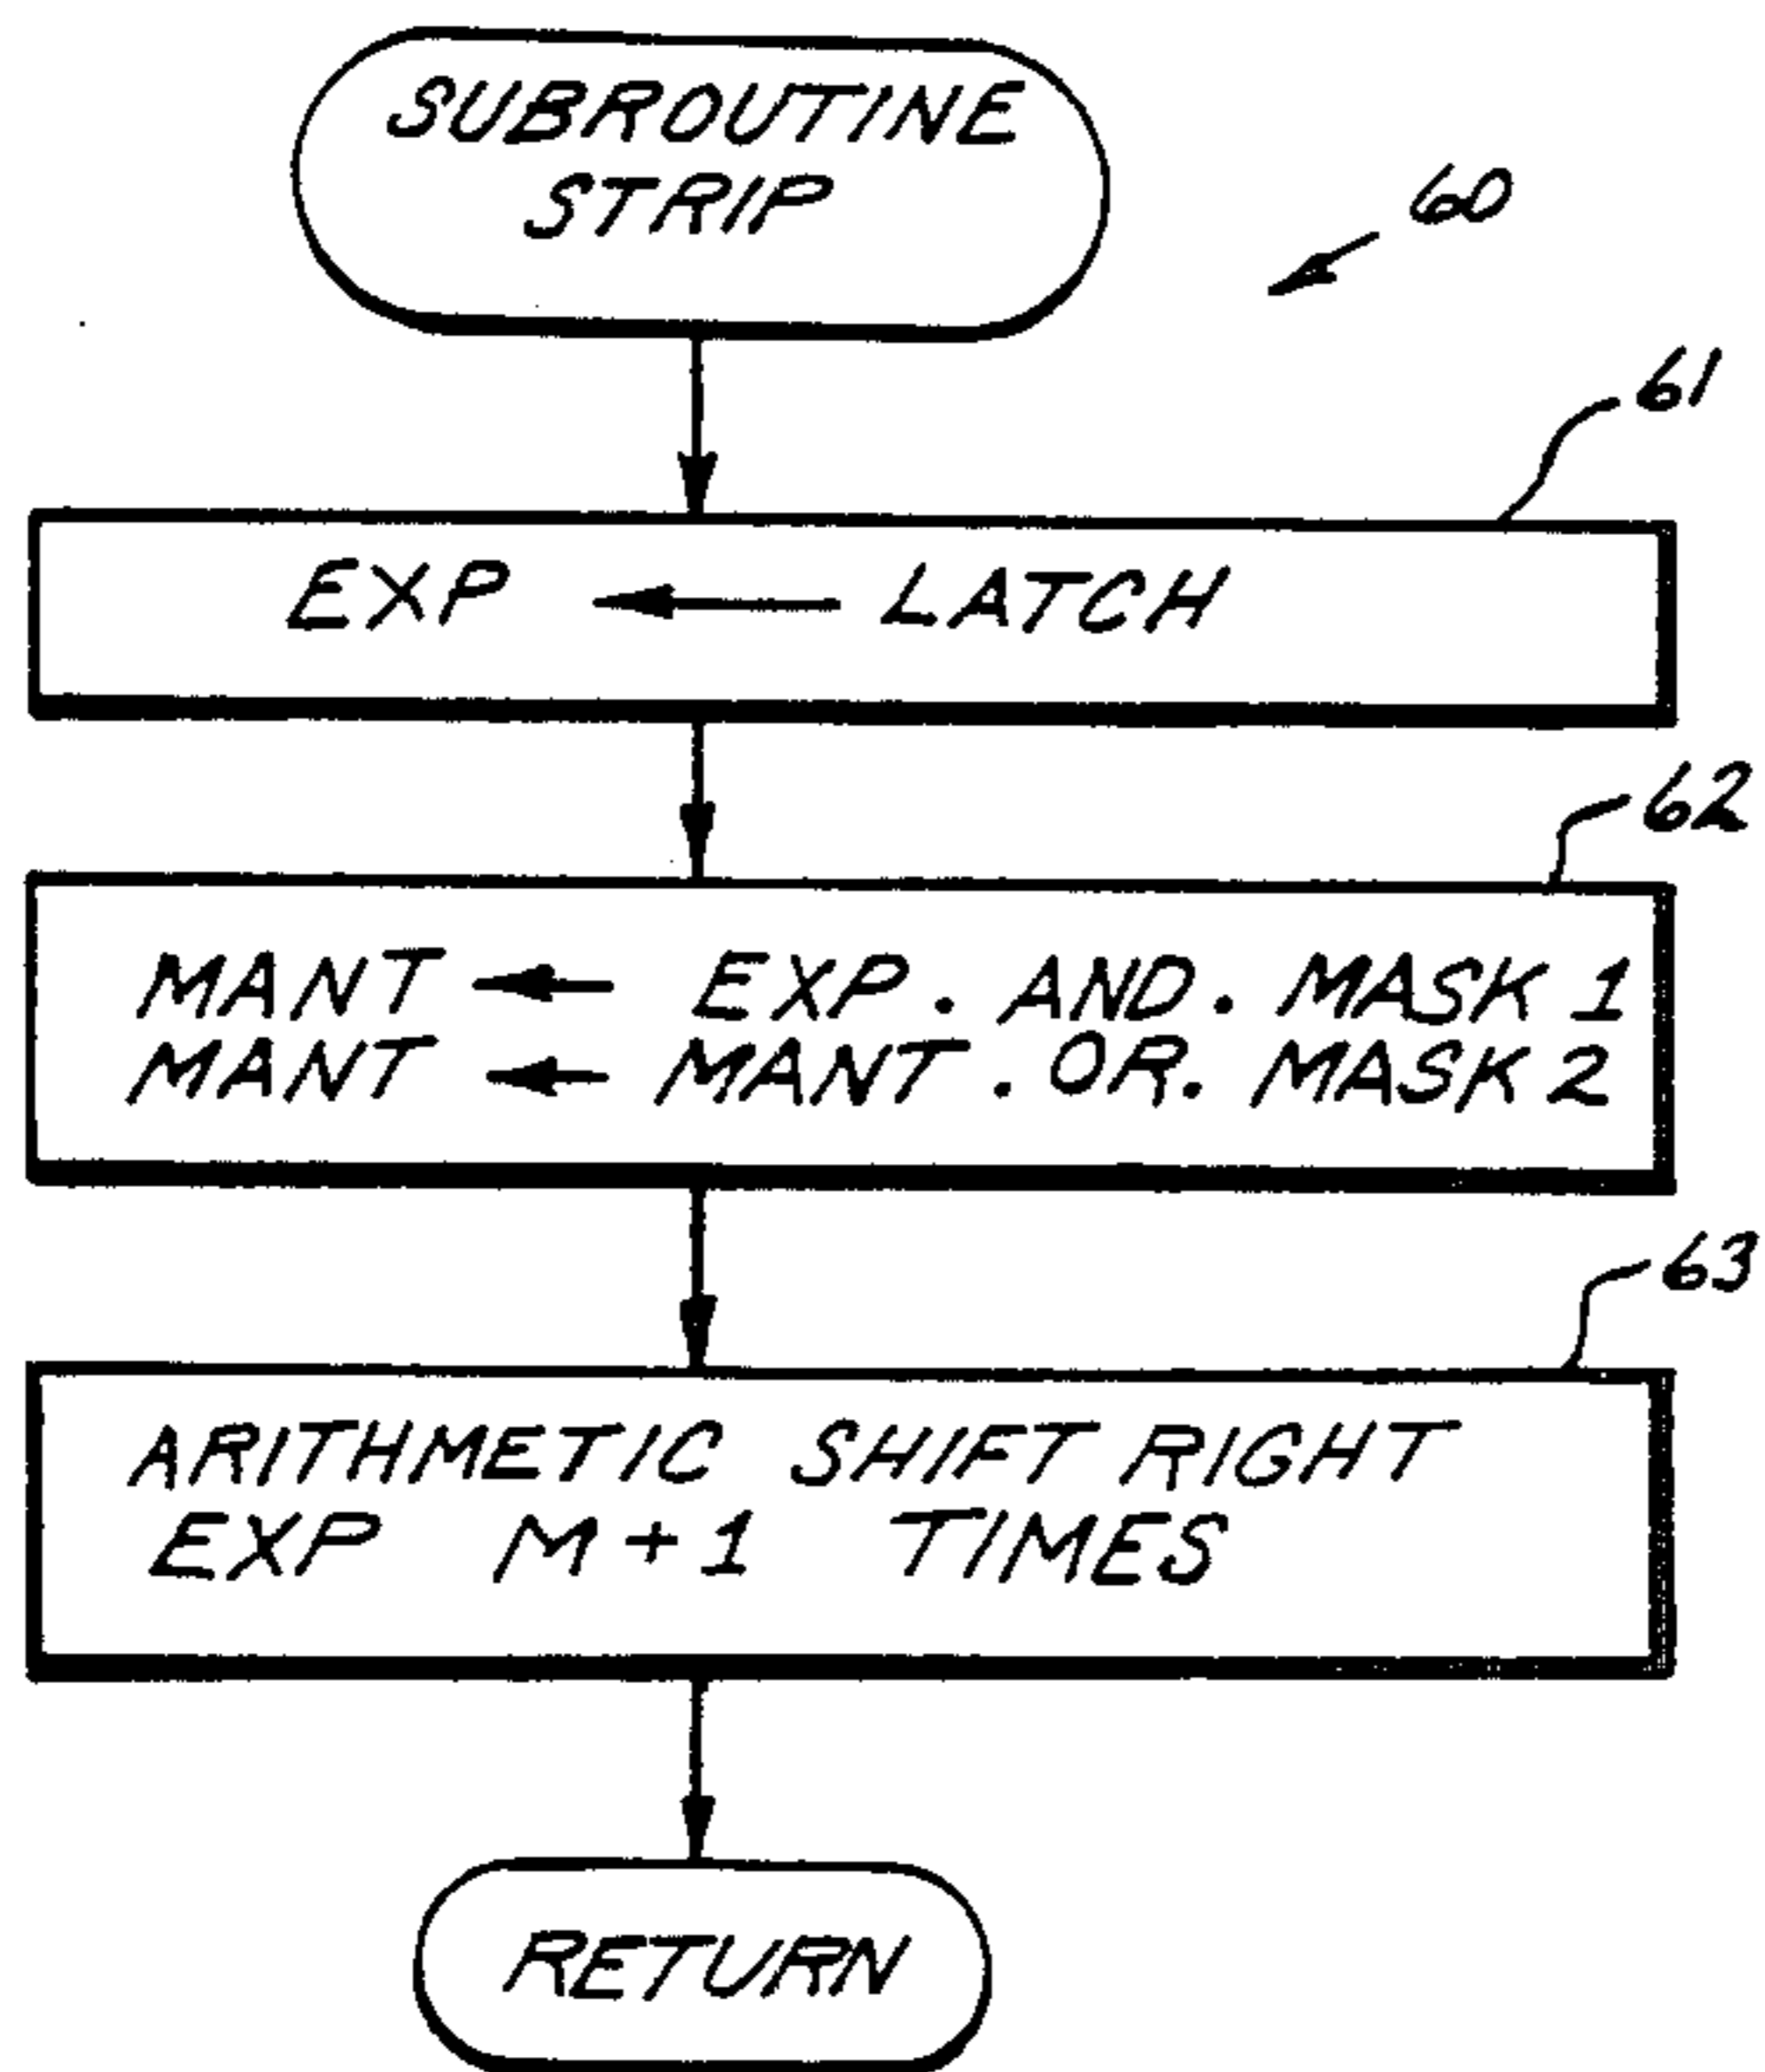 SUBROUTINE
STRIP
60
61
EXP ← LATCH
62
MANT ← EXP. AND. MASK 1
MANT ← MANT. OR. MASK 2
63
ARITHMETIC SHIFT RIGHT
EXP M+1 TIMES
RETURN